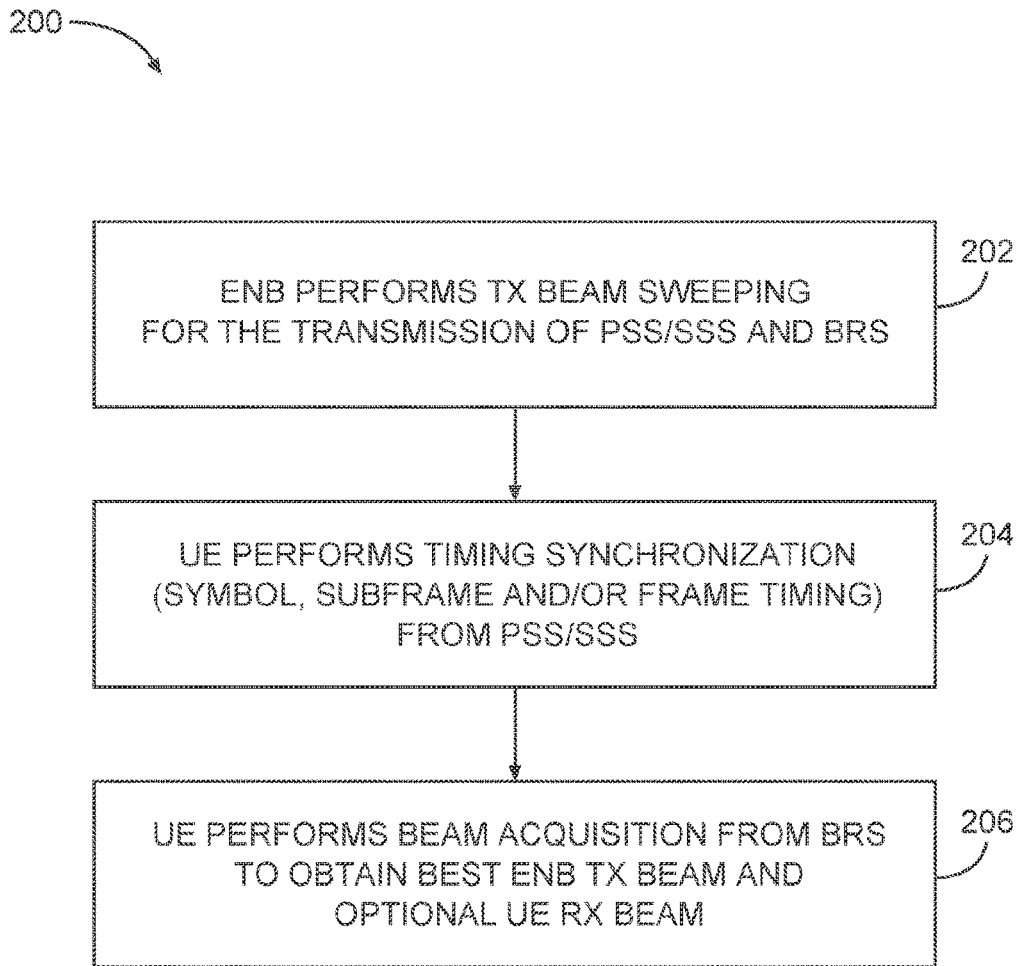 200
202
ENB PERFORMS TX BEAM SWEEPING
FOR THE TRANSMISSION OF PSS/SSS AND BRS
204
UE PERFORMS TIMING SYNCHRONIZATION
(SYMBOL, SUBFRAME AND/OR FRAME TIMING)
FROM PSS/SSS
206
UE PERFORMS BEAM ACQUISITION FROM BRS
TO OBTAIN BEST ENB TX BEAM AND
OPTIONAL UE RX BEAM